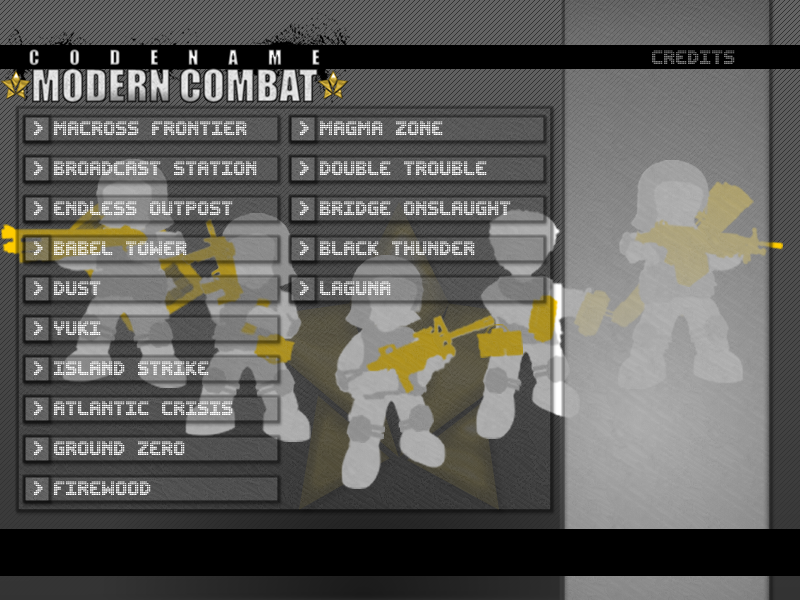 CODENAME
MODERN COMBAT
CREDITS
> MACROSS FRONTIER
> BROADCAST STATION
> ENDLESS OUTPOST
> BABEL TOWER
> DUST
> YUKI
> ISLAND STRIKE
> ATLANTIC CRISIS
> GROUND ZERO
> FIREWOOD
> MAGMA ZONE
> DOUBLE TROUBLE
> BRIDGE ONSLAUGHT
> BLACK THUNDER
> LAGUNA